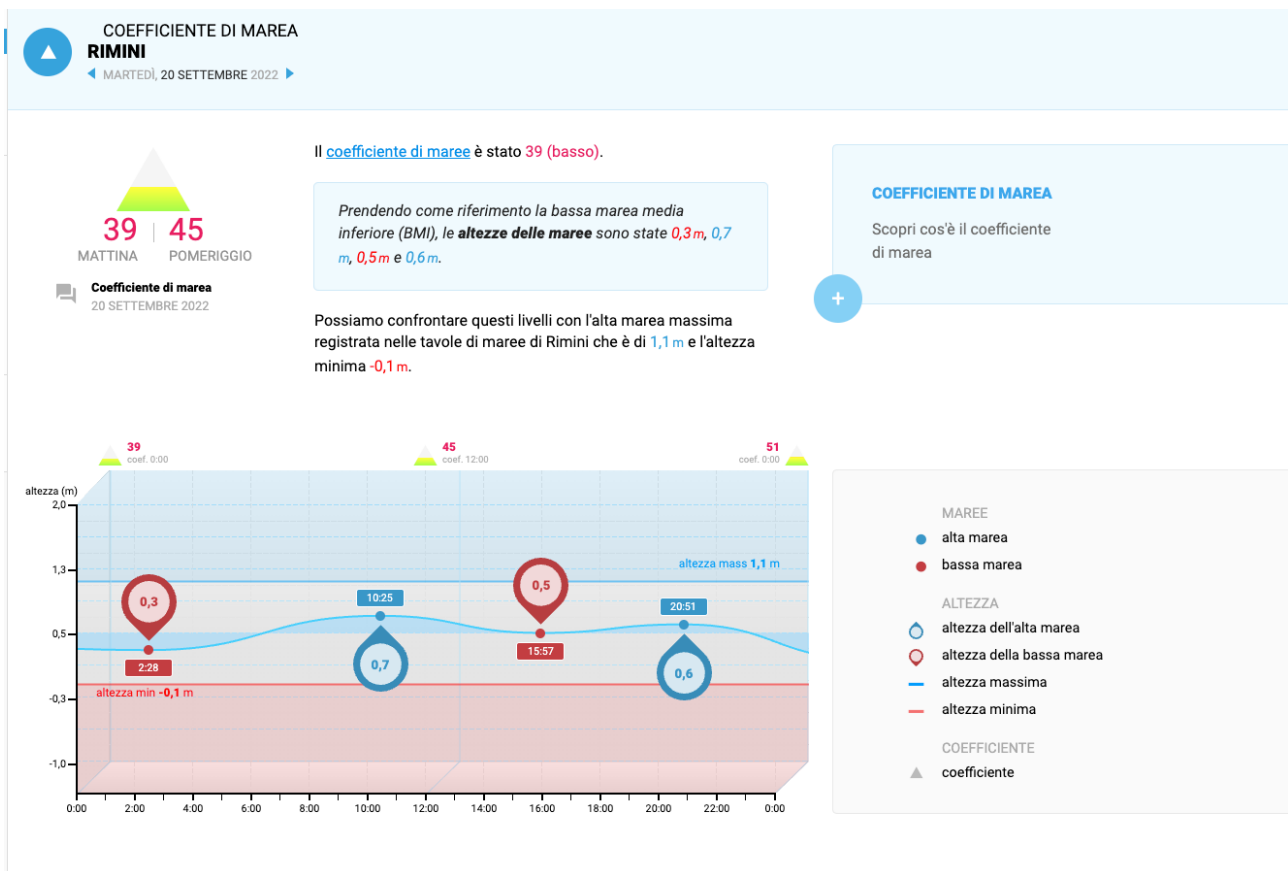 COEFFICIENTE DI MAREA
RIMINI
MARTEDÌ, 20 SETTEMBRE 2022
39 | 45
MATTINA POMERIGGIO
Coefficiente di marea
20 SETTEMBRE 2022
Il coefficiente di maree è stato 39 (basso).
Prendendo come riferimento la bassa marea media
inferiore (BMI), le altezze delle maree sono state 0,3 m, 0,7
m, 0,5 m e 0,6 m.
Possiamo confrontare questi livelli con l'alta marea massima
registrata nelle tavole di maree di Rimini che è di 1,1 m e l'altezza
minima -0,1 m.
COEFFICIENTE DI MAREA
Scopri cos'è il coefficiente
di marea
+
39
coef. 0:00
45
coef. 12:00
51
coef. 0:00
altezza (m)
2,0
1,3
0,5
-0,3
-1,0
altezza mass 1,1 m
0,3
2:28
10:25
0,7
0,5
15:57
20:51
0,6
altezza min -0,1 m
0:00 2:00 4:00 6:00 8:00 10:00 12:00 14:00 16:00 18:00 20:00 22:00 0:00
MAREE
alta marea
bassa marea
ALTEZZA
altezza dell'alta marea
altezza della bassa marea
altezza massima
altezza minima
COEFFICIENTE
coefficiente